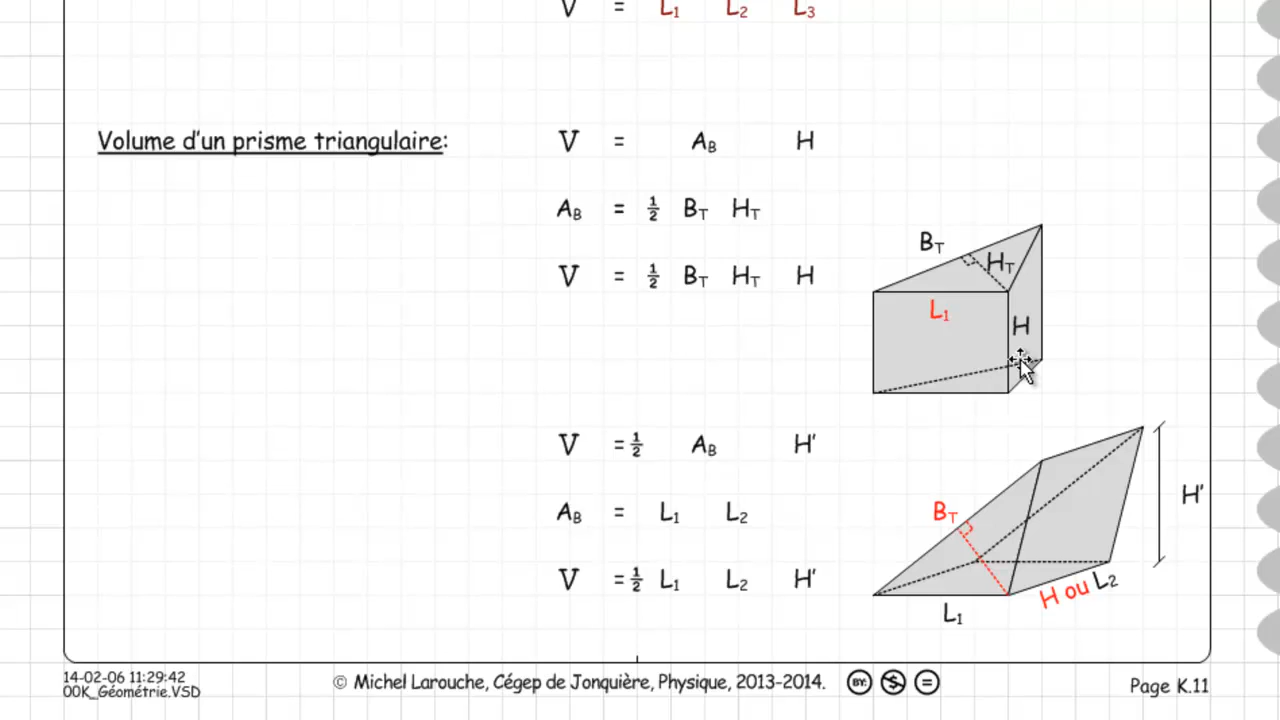 V = L₁ L₂ L₃
Volume d'un prisme triangulaire: V = A_B H
A_B = ½ B_T H_T
B_T
H_T
V = ½ B_T H_T H
L₁
H
V = ½ A_B H'
H'
A_B = L₁ L₂
B_T
V = ½ L₁ L₂ H'
H ou L₂
L₁
14-02-06 11:29:42
00K_Géométrie.VSD
© Michel Larouche, Cégep de Jonquière, Physique, 2013-2014.
BY: $ =
Page K.11